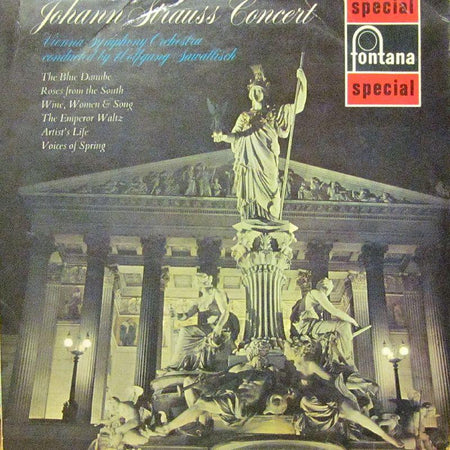 Johann Strauss Concert
Vienna Symphony Orchestra
conducted by Wolfgang Sawallisch
The Blue Danube
Roses from the South
Wine, Women & Song
The Emperor Waltz
Artist's Life
Voices of Spring
special
fontana
special